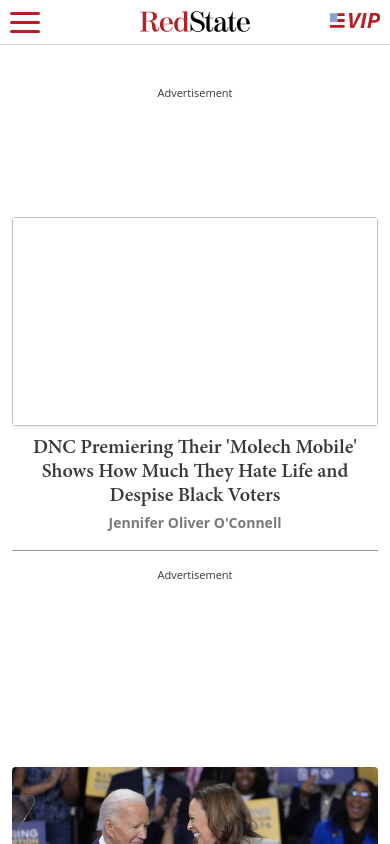 RedState
VIP
Advertisement
DNC Premiering Their 'Molech Mobile'
Shows How Much They Hate Life and
Despise Black Voters
Jennifer Oliver O'Connell
Advertisement